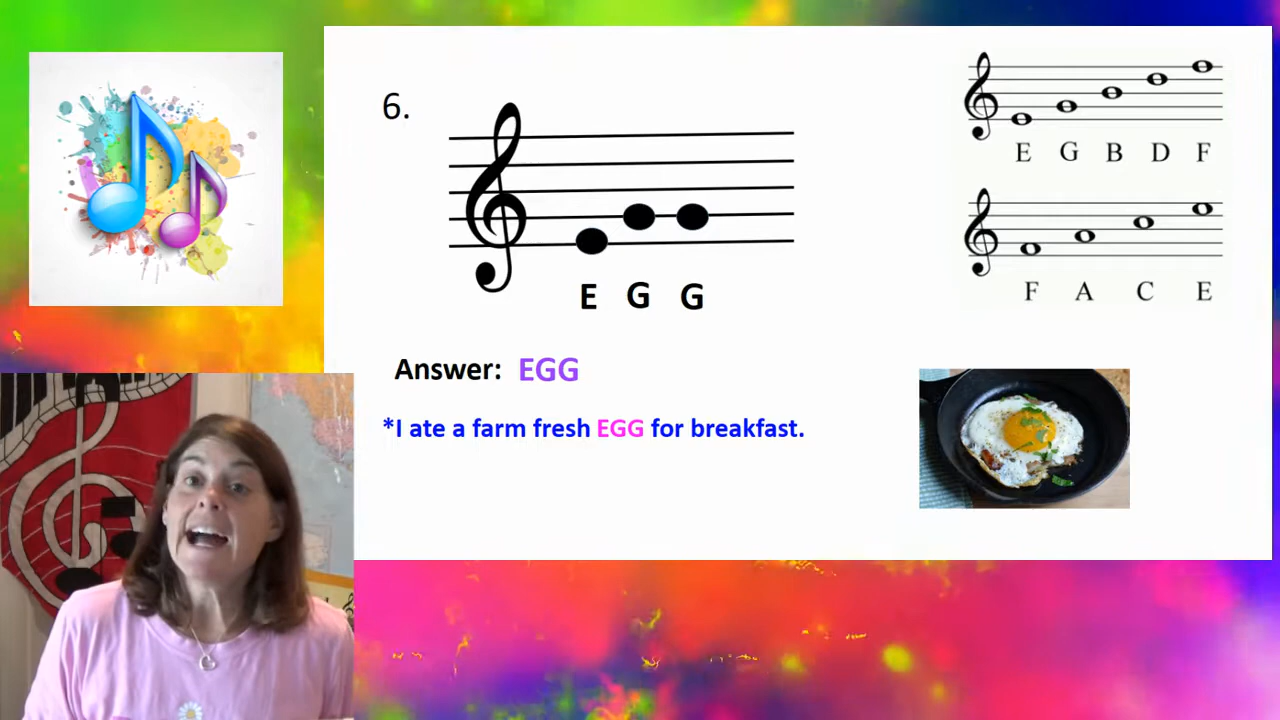 6.
E G G
Answer: EGG
*I ate a farm fresh EGG for breakfast.
E G B D F
F A C E